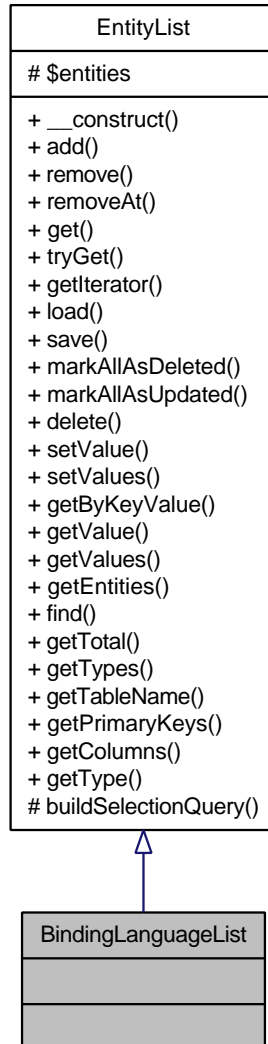 EntityList
# $entities
+ __construct()
+ add()
+ remove()
+ removeAt()
+ get()
+ tryGet()
+ getIterator()
+ load()
+ save()
+ markAllAsDeleted()
+ markAllAsUpdated()
+ delete()
+ setValue()
+ setValues()
+ getByKeyValue()
+ getValue()
+ getValues()
+ getEntities()
+ find()
+ getTotal()
+ getTypes()
+ getTableName()
+ getPrimaryKeys()
+ getColumns()
+ getType()
# buildSelectionQuery()
BindingLanguageList